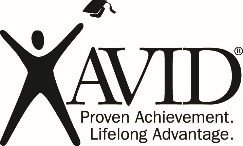 AVID®
Proven Achievement.
Lifelong Advantage.